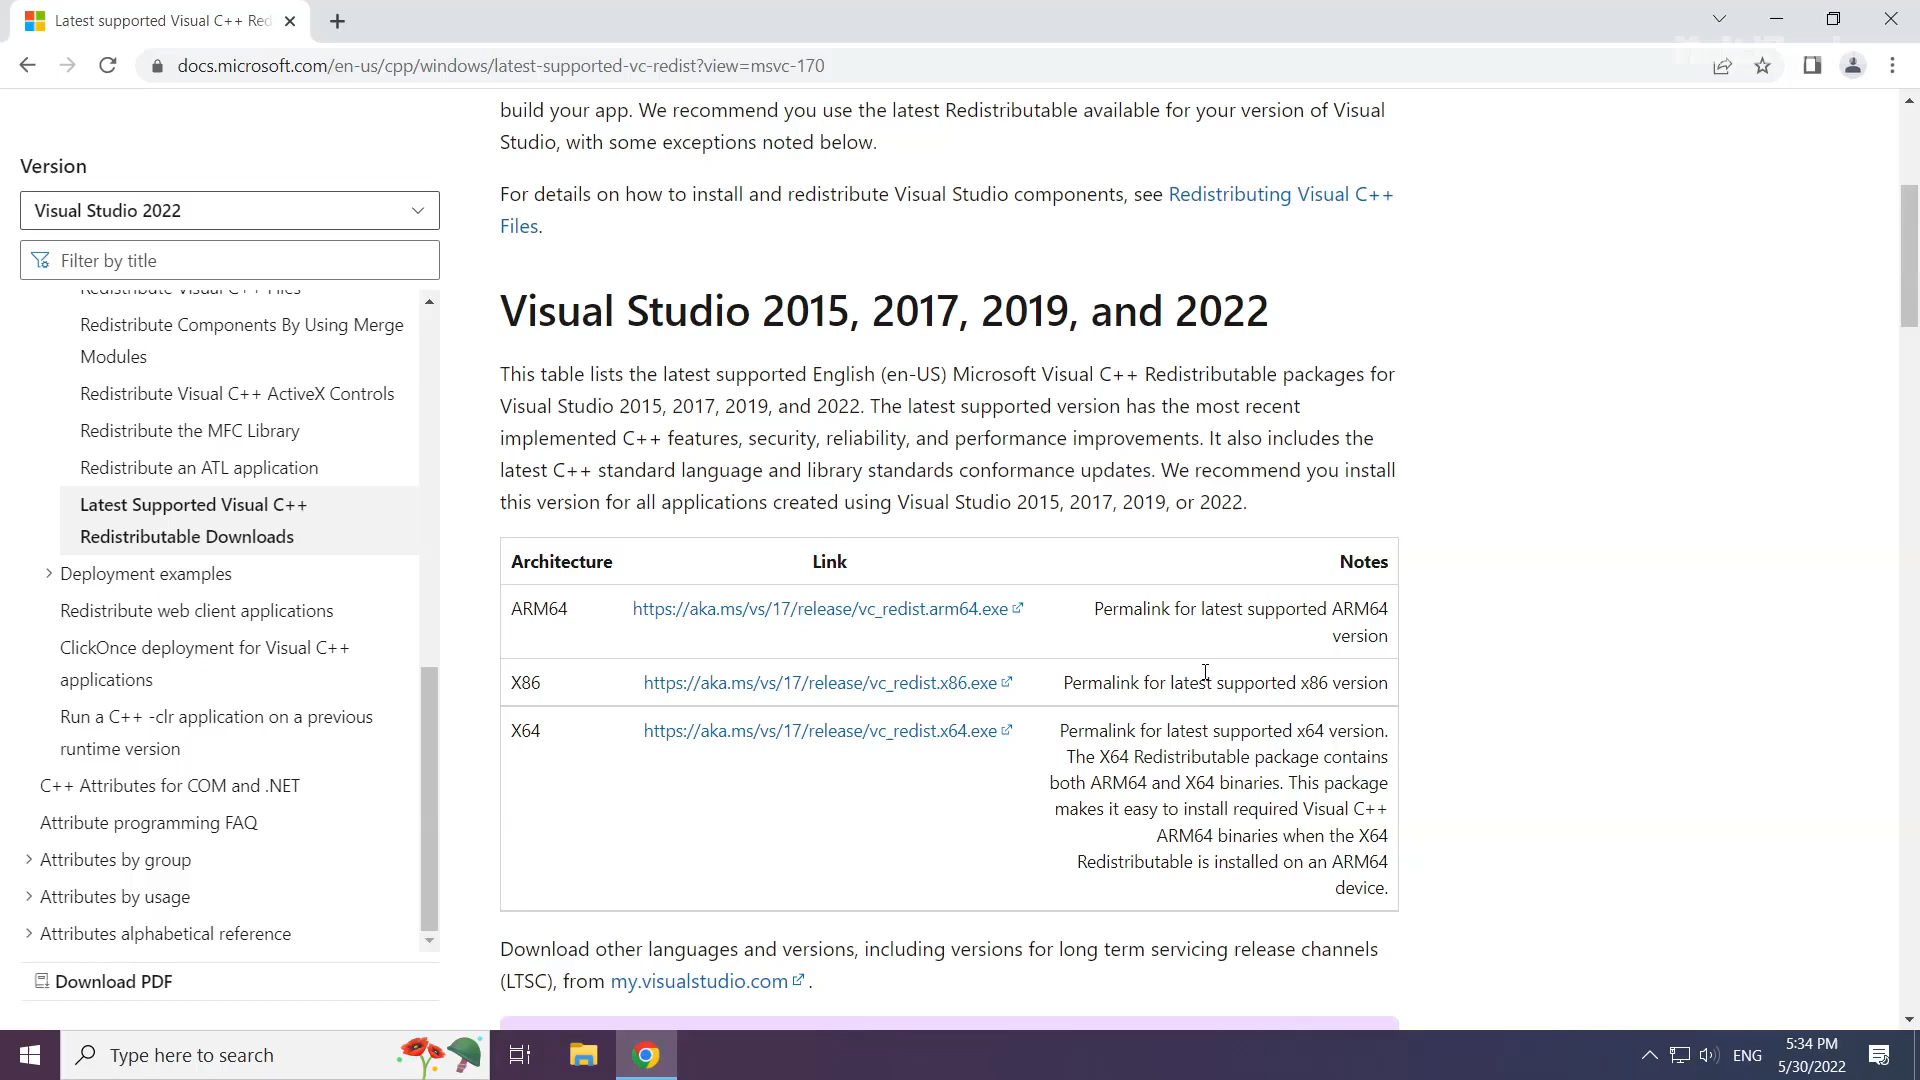 Latest supported Visual C++ Red
docs.microsoft.com/en-us/cpp/windows/latest-supported-vc-redist?view=msvc-170
Version
Visual Studio 2022
Filter by title
Redistribute Visual C++ Files
Redistribute Components By Using Merge
Modules
Redistribute Visual C++ ActiveX Controls
Redistribute the MFC Library
Redistribute an ATL application
Latest Supported Visual C++
Redistributable Downloads
Deployment examples
Redistribute web client applications
ClickOnce deployment for Visual C++
applications
Run a C++ -clr application on a previous
runtime version
C++ Attributes for COM and .NET
Attribute programming FAQ
Attributes by group
Attributes by usage
Attributes alphabetical reference
Download PDF
build your app. We recommend you use the latest Redistributable available for your version of Visual
Studio, with some exceptions noted below.
For details on how to install and redistribute Visual Studio components, see Redistributing Visual C++
Files.
Visual Studio 2015, 2017, 2019, and 2022
This table lists the latest supported English (en-US) Microsoft Visual C++ Redistributable packages for
Visual Studio 2015, 2017, 2019, and 2022. The latest supported version has the most recent
implemented C++ features, security, reliability, and performance improvements. It also includes the
latest C++ standard language and library standards conformance updates. We recommend you install
this version for all applications created using Visual Studio 2015, 2017, 2019, or 2022.
Architecture Link Notes
ARM64 https://aka.ms/vs/17/release/vc_redist.arm64.exe Permalink for latest supported ARM64
version
X86 https://aka.ms/vs/17/release/vc_redist.x86.exe Permalink for latest supported x86 version
X64 https://aka.ms/vs/17/release/vc_redist.x64.exe Permalink for latest supported x64 version.
The X64 Redistributable package contains
both ARM64 and X64 binaries. This package
makes it easy to install required Visual C++
ARM64 binaries when the X64
Redistributable is installed on an ARM64
device.
Download other languages and versions, including versions for long term servicing release channels
(LTSC), from my.visualstudio.com .
Type here to search
ENG
5:34 PM
5/30/2022